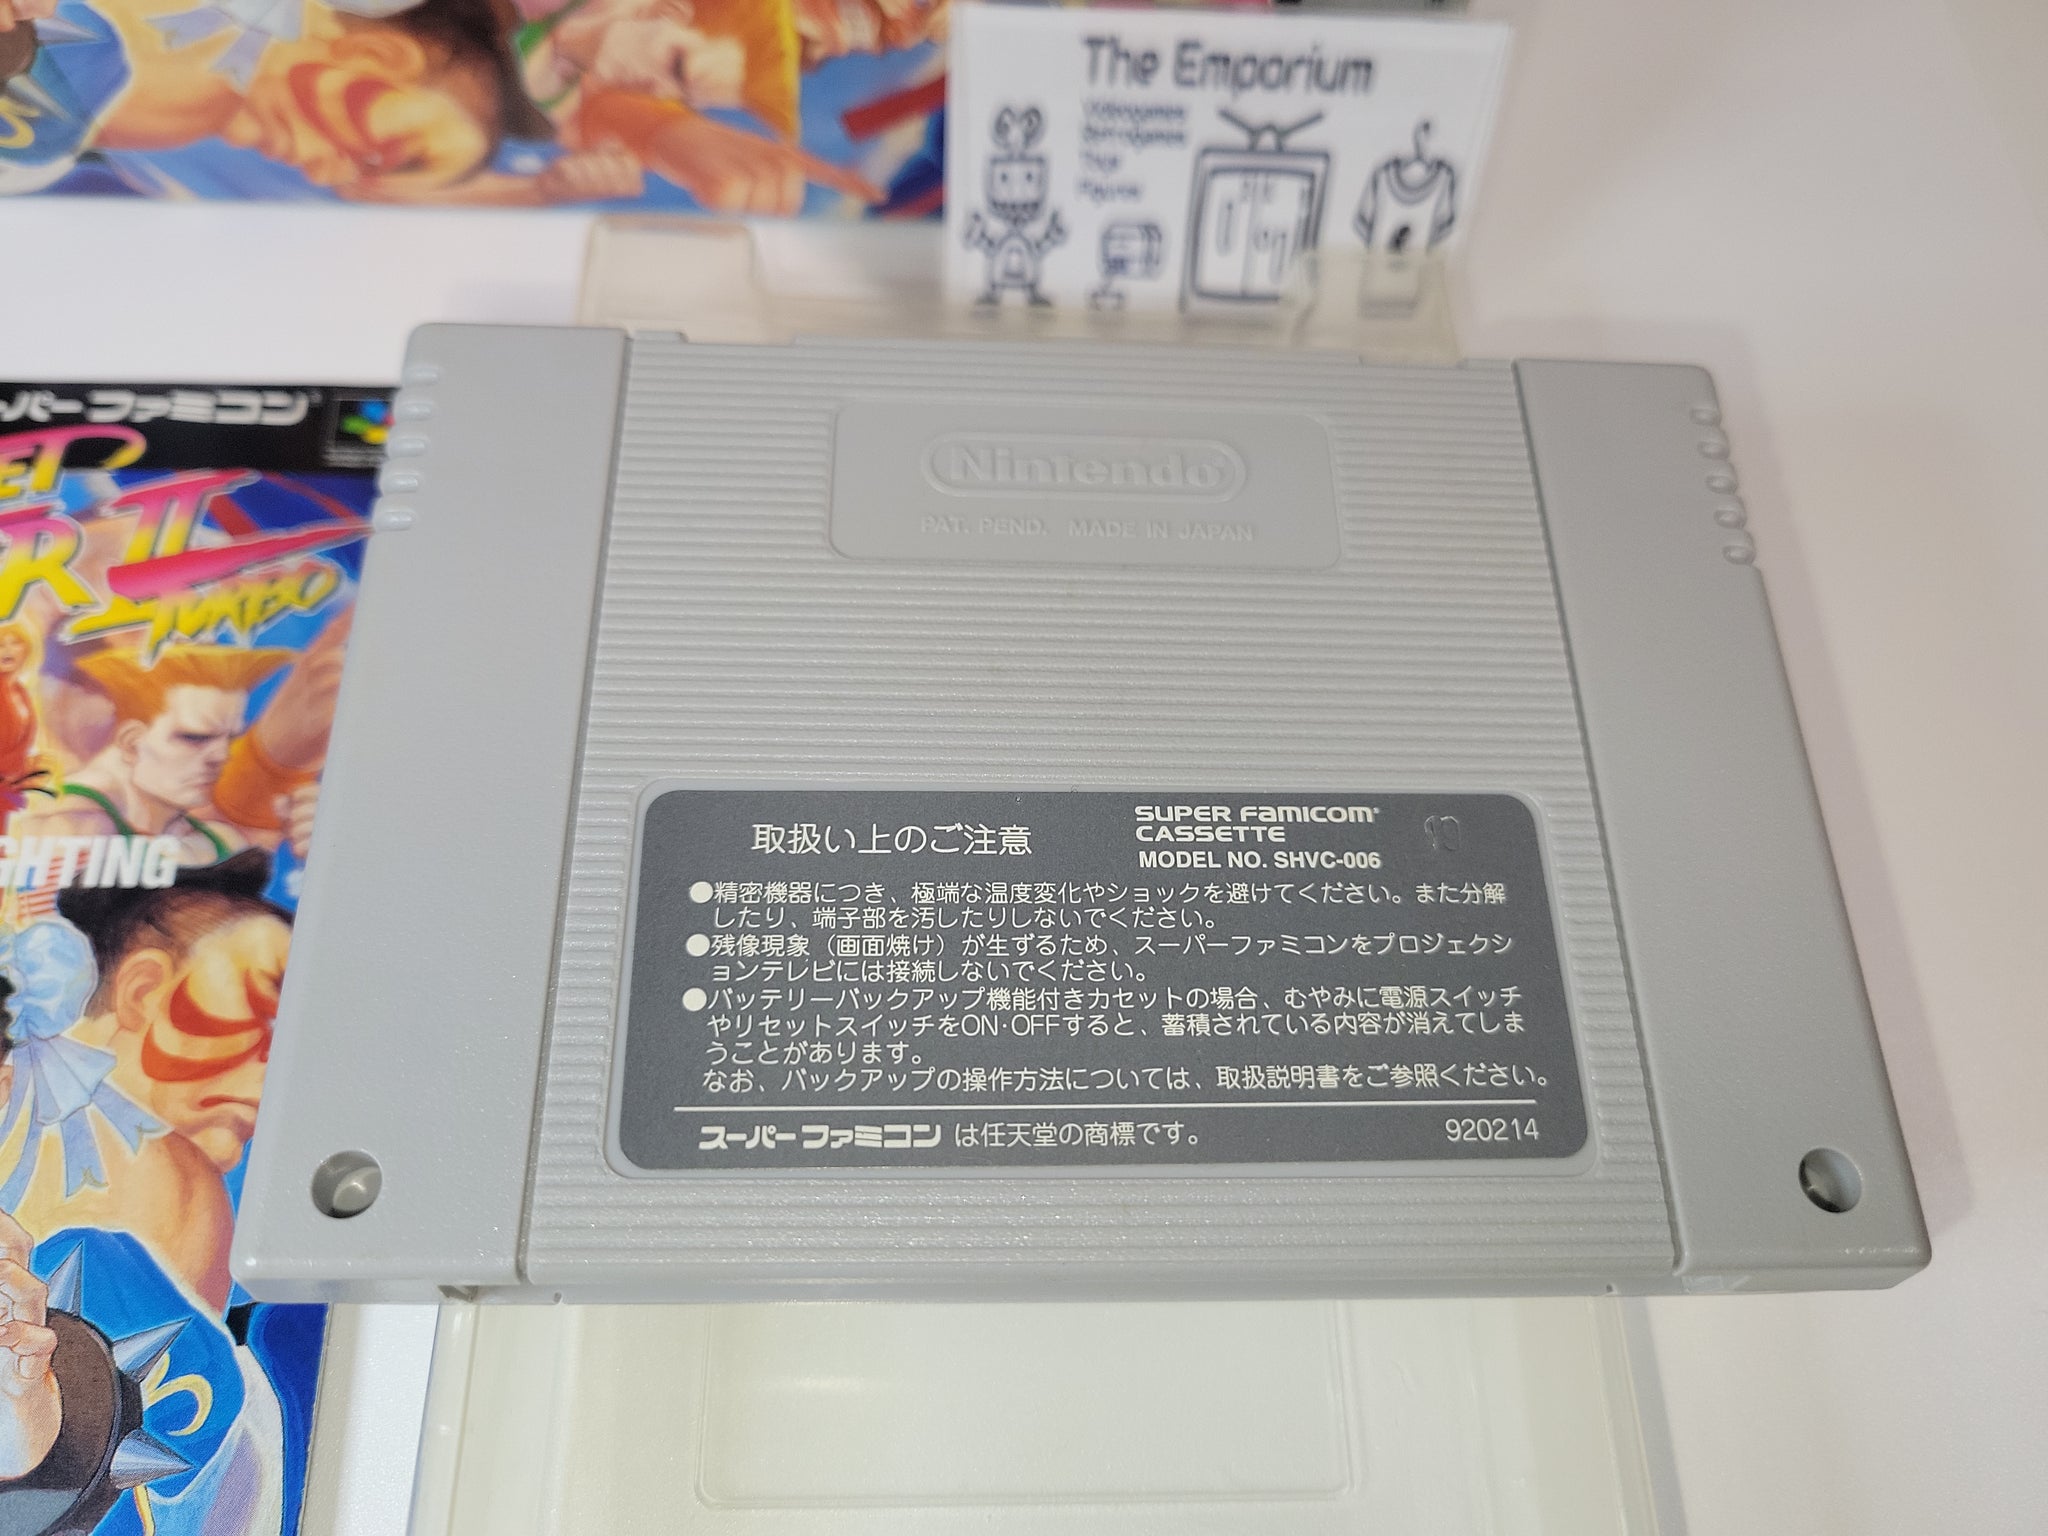 The Emporium
Videogames
Retrogames
Toys
スーパーファミコン
II
TURBO
GHTING
Nintendo
PAT. PEND. MADE IN JAPAN
取扱い上のご注意
SUPER FAMICOM
CASSETTE
MODEL NO. SHVC-006
10
●精密機器につき、極端な温度変化やショックを避けてください。また分解
したり、端子部を汚したりしないでください。
●残像現象（画面焼け）が生ずるため、スーパーファミコンをプロジェクシ
ョンテレビには接続しないでください。
●バッテリーバックアップ機能付きカセットの場合、むやみに電源スイッチ
やリセットスイッチをON·OFFすると、蓄積されている内容が消えてしま
うことがあります。
なお、バックアップの操作方法については、取扱説明書をご参照ください。
スーパーファミコン は任天堂の商標です。
920214